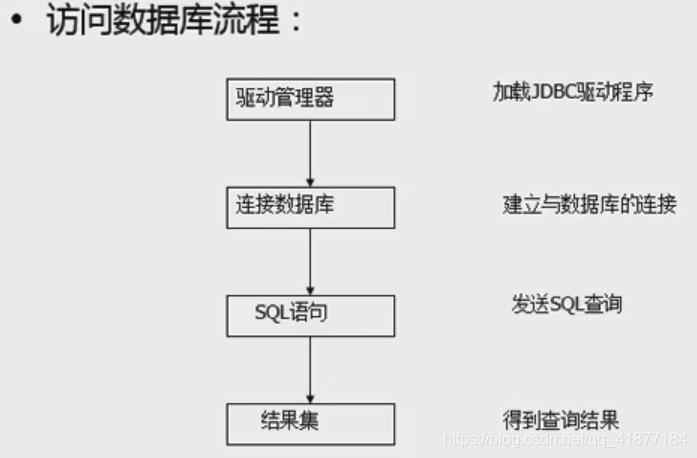 • 访问数据库流程：
驱动管理器 加载JDBC驱动程序
连接数据库 建立与数据库的连接
SQL语句 发送SQL查询
结果集 得到查询结果
https://blog.csdn.net/qq_41877184